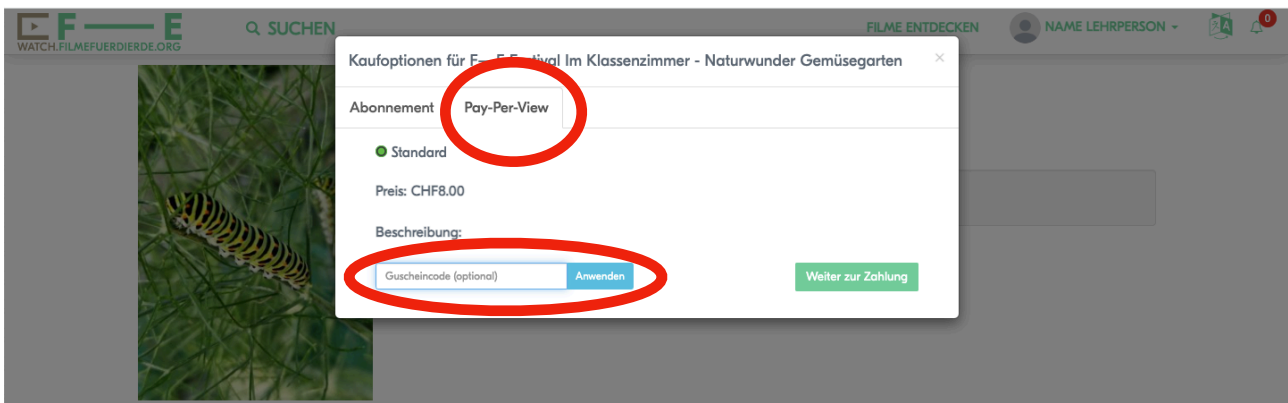 F — E
WATCH.FILMEFUERDIERDE.ORG
SUCHEN
FILME ENTDECKEN
NAME LEHRPERSON
A
0
Kaufoptionen für F—E Festival Im Klassenzimmer - Naturwunder Gemüsegarten
×
Abonnement
Pay-Per-View
Standard
Preis: CHF8.00
Beschreibung:
Guscheincode (optional)
Anwenden
Weiter zur Zahlung